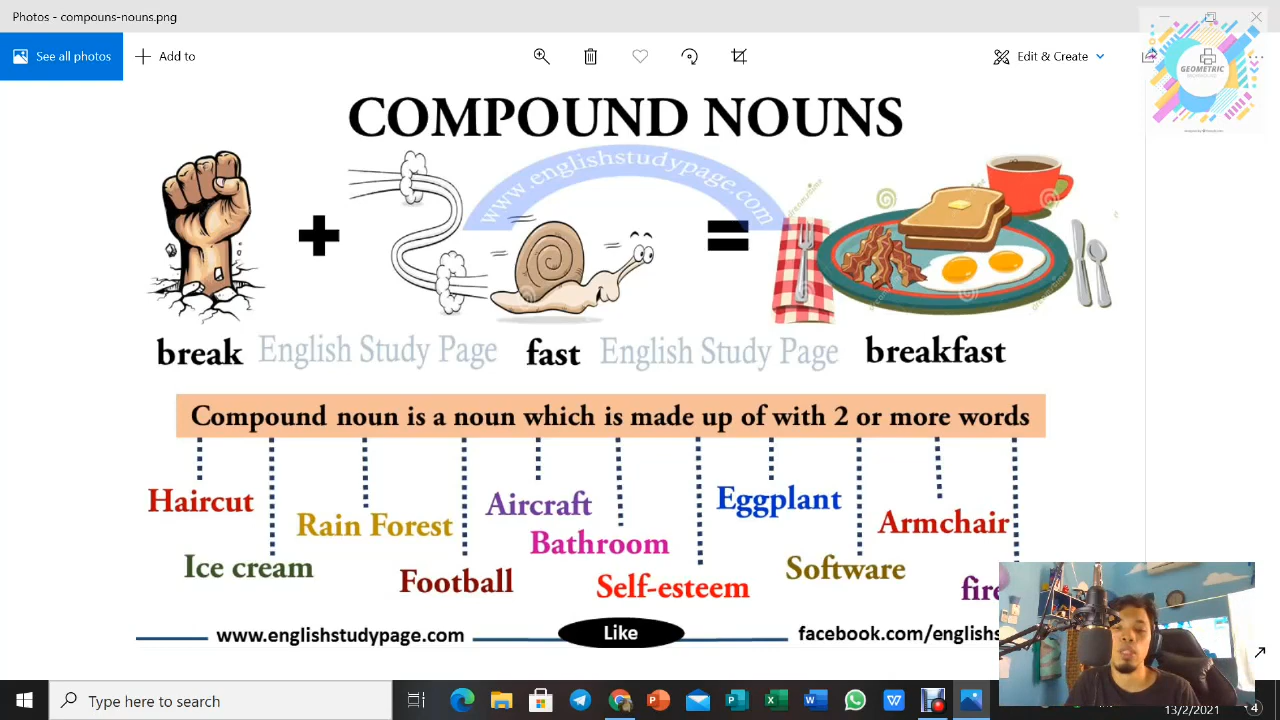 Photos - compouns-nouns.png
See all photos
Add to
Edit & Create
GEOMETRIC
COMPOUND NOUNS
www.englishstudypage.com
break English Study Page fast English Study Page breakfast
Compound noun is a noun which is made up of with 2 or more words
Haircut
Aircraft
Eggplant
Rain Forest
Armchair
Bathroom
Ice cream
Football
Self-esteem
Software
www.englishstudypage.com
Like
Type here to search
13/2/2021